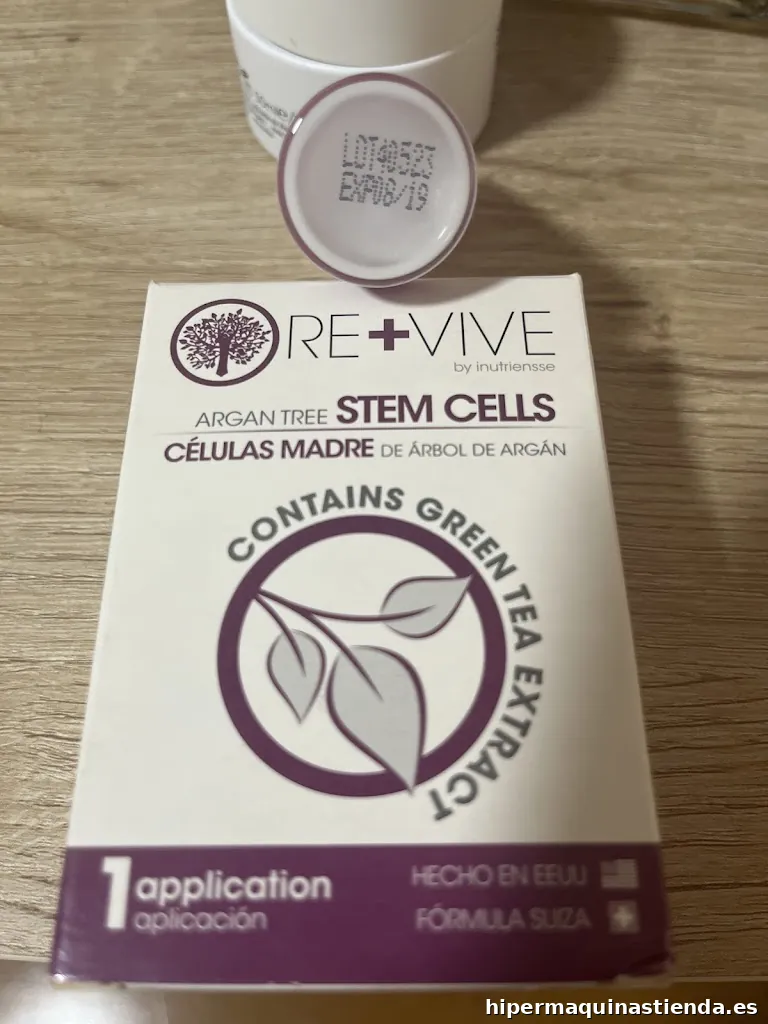 LOT40523
EXP08/19
RE+VIVE
by inutriensse
ARGAN TREE STEM CELLS
CÉLULAS MADRE DE ÁRBOL DE ARGÁN
CONTAINS GREEN TEA EXTRACT
1 application
aplicación
HECHO EN EEUU
FÓRMULA SUIZA
hipermaquinastienda.es